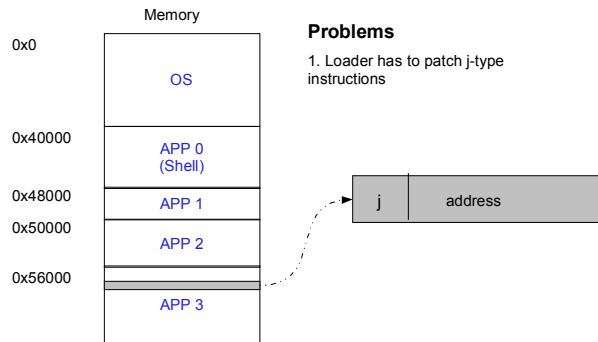 Memory
Problems
0x0
1. Loader has to patch j-type
instructions
OS
0x40000
APP 0
(Shell)
0x48000
APP 1
j
address
0x50000
APP 2
0x56000
APP 3